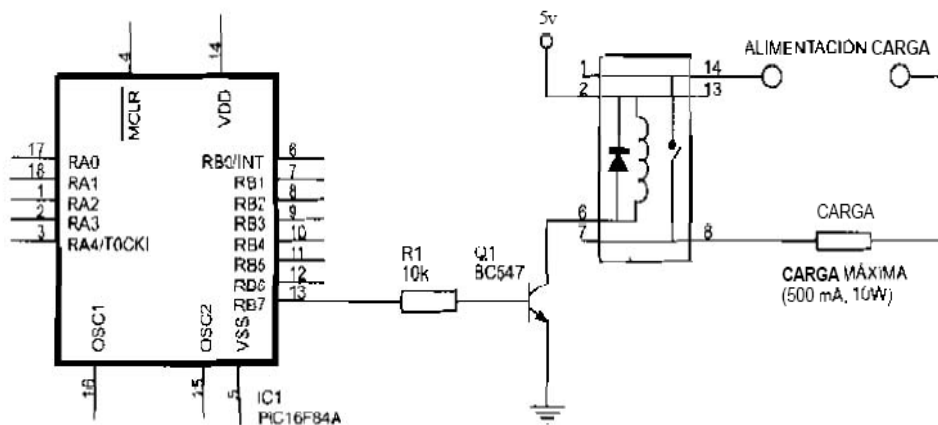 5v
ALIMENTACIÓN CARGA
4
14
MCLR
VDD
1
2
14
13
17
18
1
2
3
RA0
RA1
RA2
RA3
RA4/T0CKI
RB0/INT
RB1
RB2
RB3
RB4
RB5
RB6
RB7
6
7
8
9
10
11
12
13
R1
10k
Q1
BC547
6
7
8
CARGA
CARGA MÁXIMA
(500 mA, 10W)
OSC1
OSC2
VSS
16
15
5
IC1
PIC16F84A